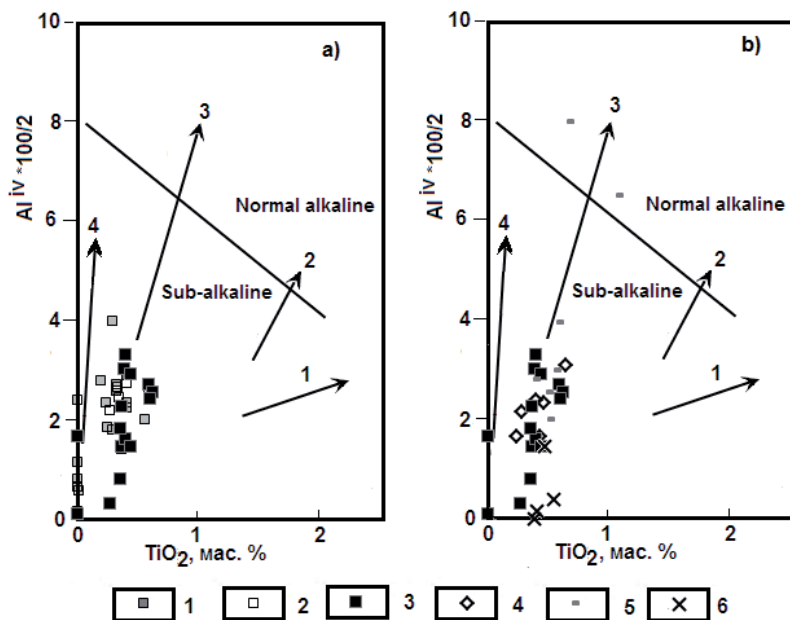 a)
10
8
6
4
2
0
Al iv *100/2
3
4
Normal alkaline
2
Sub-alkaline
1
0 1 2
TiO2, мас. %
b)
10
8
6
4
2
0
Al iv *100/2
3
4
Normal alkaline
2
Sub-alkaline
1
0 1 2
TiO2, мас. %
1 2 3 4 5 6